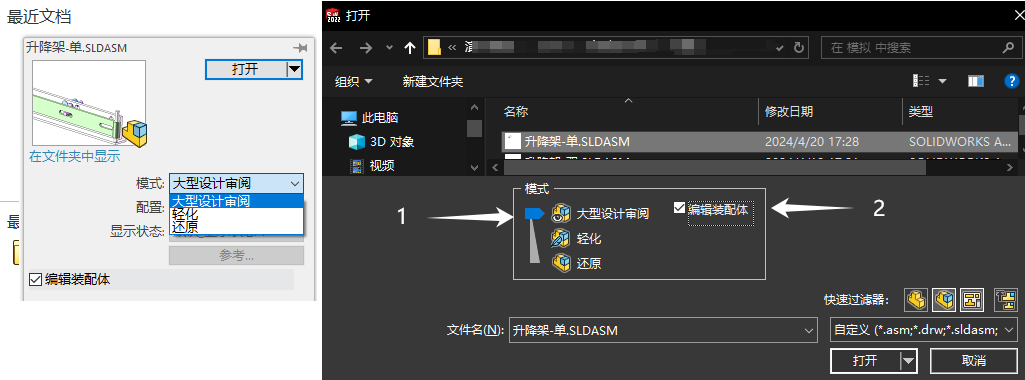 最近文档
升降架-单.SLDASM
打开
在文件夹中显示
模式: 大型设计审阅
大型设计审阅
轻化
还原
配置:
显示状态:
参考...
编辑装配体
打开
«
在 模拟 中搜索
组织
新建文件夹
此电脑
3D 对象
视频
名称
修改日期
类型
升降架-单.SLDASM
2024/4/20 17:28
SOLIDWORKS A...
模式
1
大型设计审阅
轻化
还原
编辑装配体
2
快速过滤器:
文件名(N): 升降架-单.SLDASM
自定义 (*.asm;*.drw;*.sldasm;
打开
取消